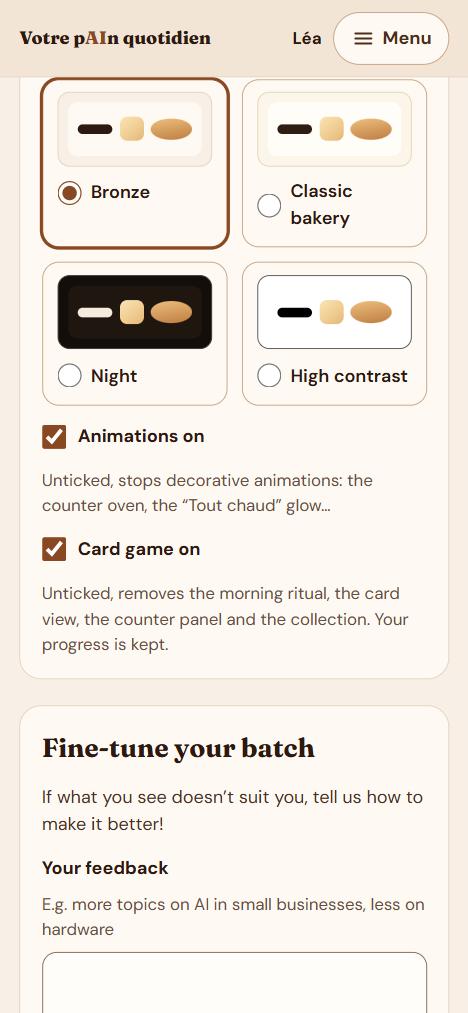 Votre pAIn quotidien
Léa
Menu
Bronze
Classic
bakery
Night
High contrast
Animations on
Unticked, stops decorative animations: the
counter oven, the “Tout chaud” glow…
Card game on
Unticked, removes the morning ritual, the card
view, the counter panel and the collection. Your
progress is kept.
Fine-tune your batch
If what you see doesn’t suit you, tell us how to
make it better!
Your feedback
E.g. more topics on AI in small businesses, less on
hardware